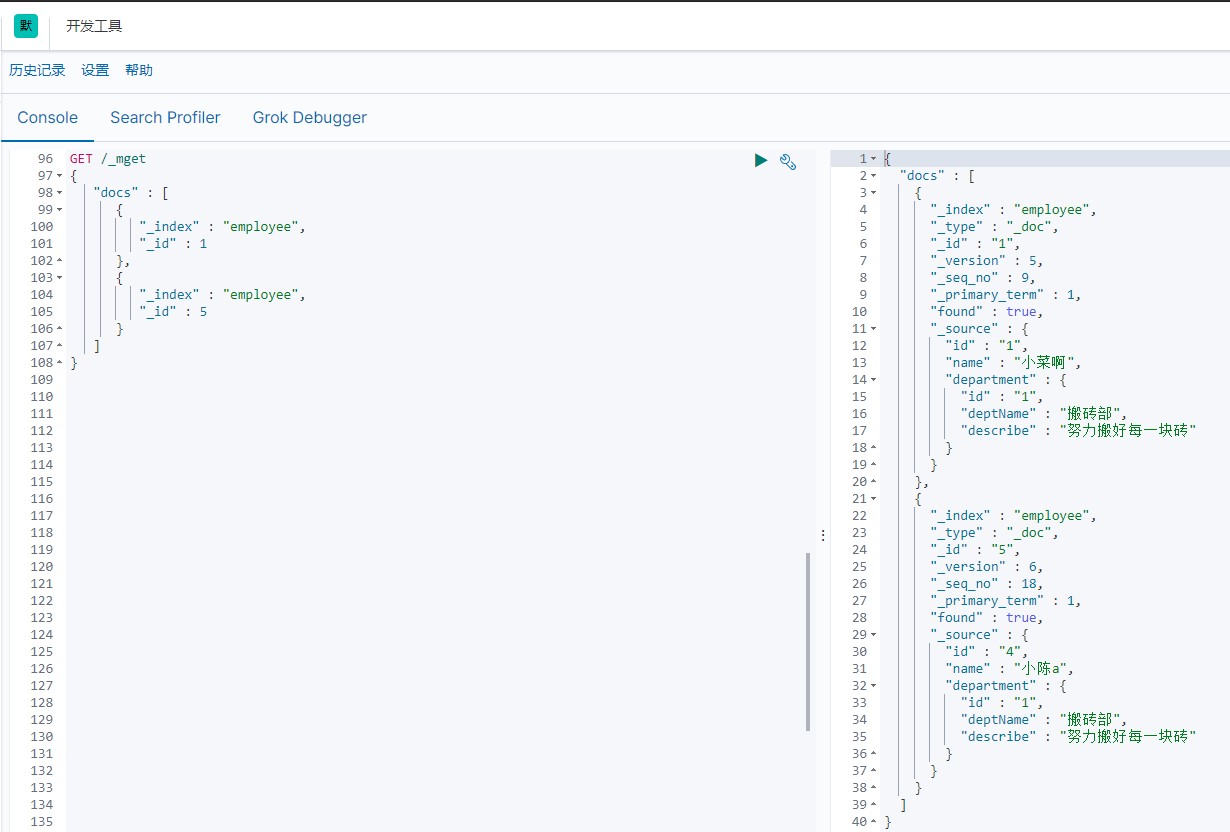 默 开发工具
历史记录 设置 帮助
Console Search Profiler Grok Debugger
96 GET /_mget
97 {
98 "docs" : [
99 {
100 "_index" : "employee",
101 "_id" : 1
102 },
103 {
104 "_index" : "employee",
105 "_id" : 5
106 }
107 ]
108 }
109
110
111
112
113
114
115
116
117
118
119
120
121
122
123
124
125
126
127
128
129
130
131
132
133
134
135
1 {
2 "docs" : [
3 {
4 "_index" : "employee",
5 "_type" : "_doc",
6 "_id" : "1",
7 "_version" : 5,
8 "_seq_no" : 9,
9 "_primary_term" : 1,
10 "found" : true,
11 "_source" : {
12 "id" : "1",
13 "name" : "小菜啊",
14 "department" : {
15 "id" : "1",
16 "deptName" : "搬砖部",
17 "describe" : "努力搬好每一块砖"
18 }
19 }
20 },
21 {
22 "_index" : "employee",
23 "_type" : "_doc",
24 "_id" : "5",
25 "_version" : 6,
26 "_seq_no" : 18,
27 "_primary_term" : 1,
28 "found" : true,
29 "_source" : {
30 "id" : "4",
31 "name" : "小陈a",
32 "department" : {
33 "id" : "1",
34 "deptName" : "搬砖部",
35 "describe" : "努力搬好每一块砖"
36 }
37 }
38 }
39 ]
40 }